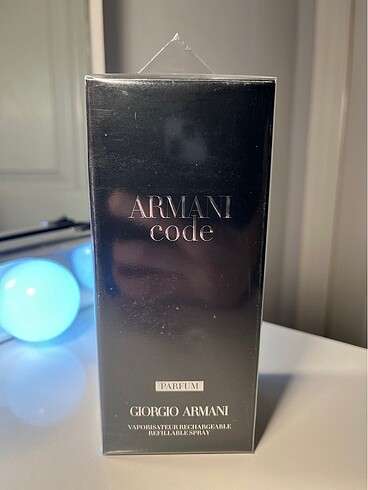 ARMANI
code
PARFUM
GIORGIO ARMANI
VAPORISATEUR RECHARGEABLE
REFILLABLE SPRAY